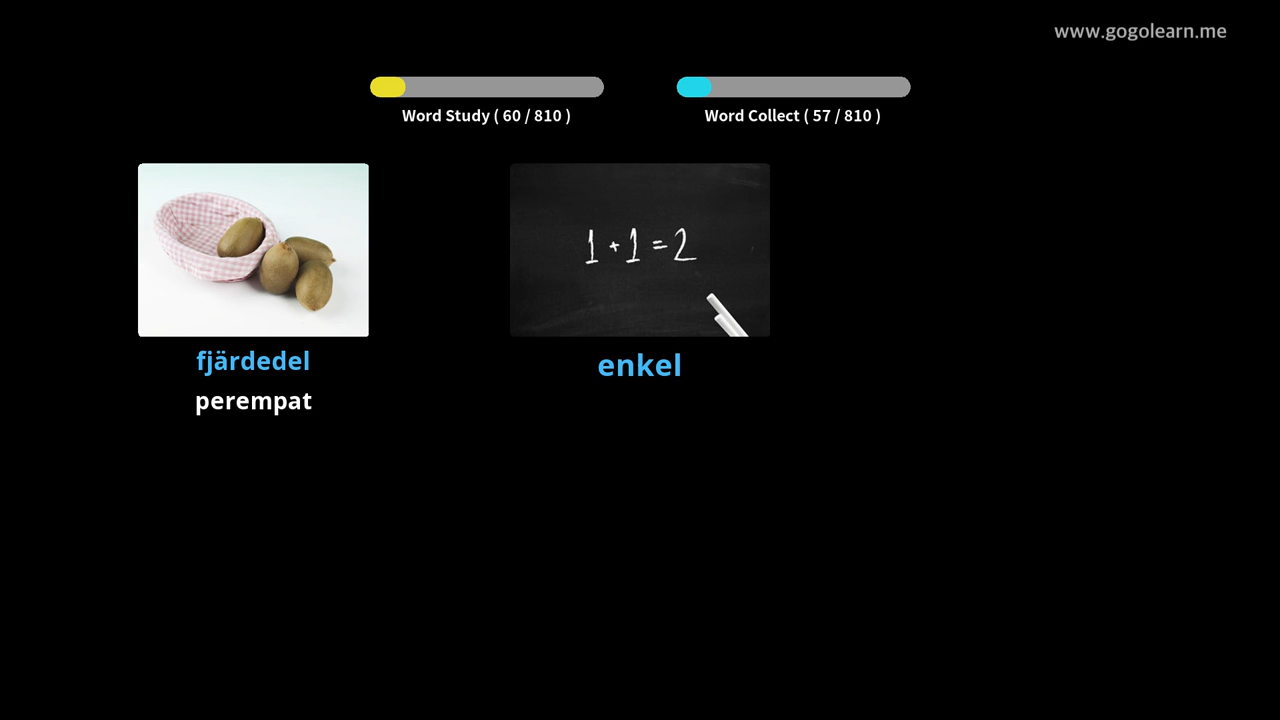 www.gogolearn.me
Word Study ( 60 / 810 )
Word Collect ( 57 / 810 )
1 + 1 = 2
fjärdedel
perempat
enkel